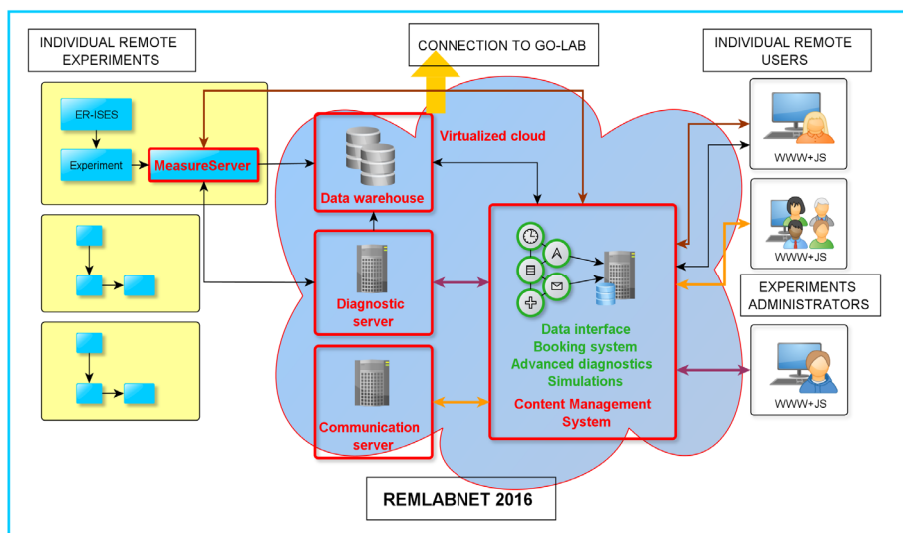 INDIVIDUAL REMOTE
EXPERIMENTS
CONNECTION TO GO-LAB
INDIVIDUAL REMOTE
USERS
ER-ISES
Experiment
MeasureServer
Virtualized cloud
Data warehouse
WWW+JS
WWW+JS
Diagnostic
server
Data interface
Booking system
Advanced diagnostics
Simulations
Content Management
System
EXPERIMENTS
ADMINISTRATORS
WWW+JS
Communication
server
REMLABNET 2016